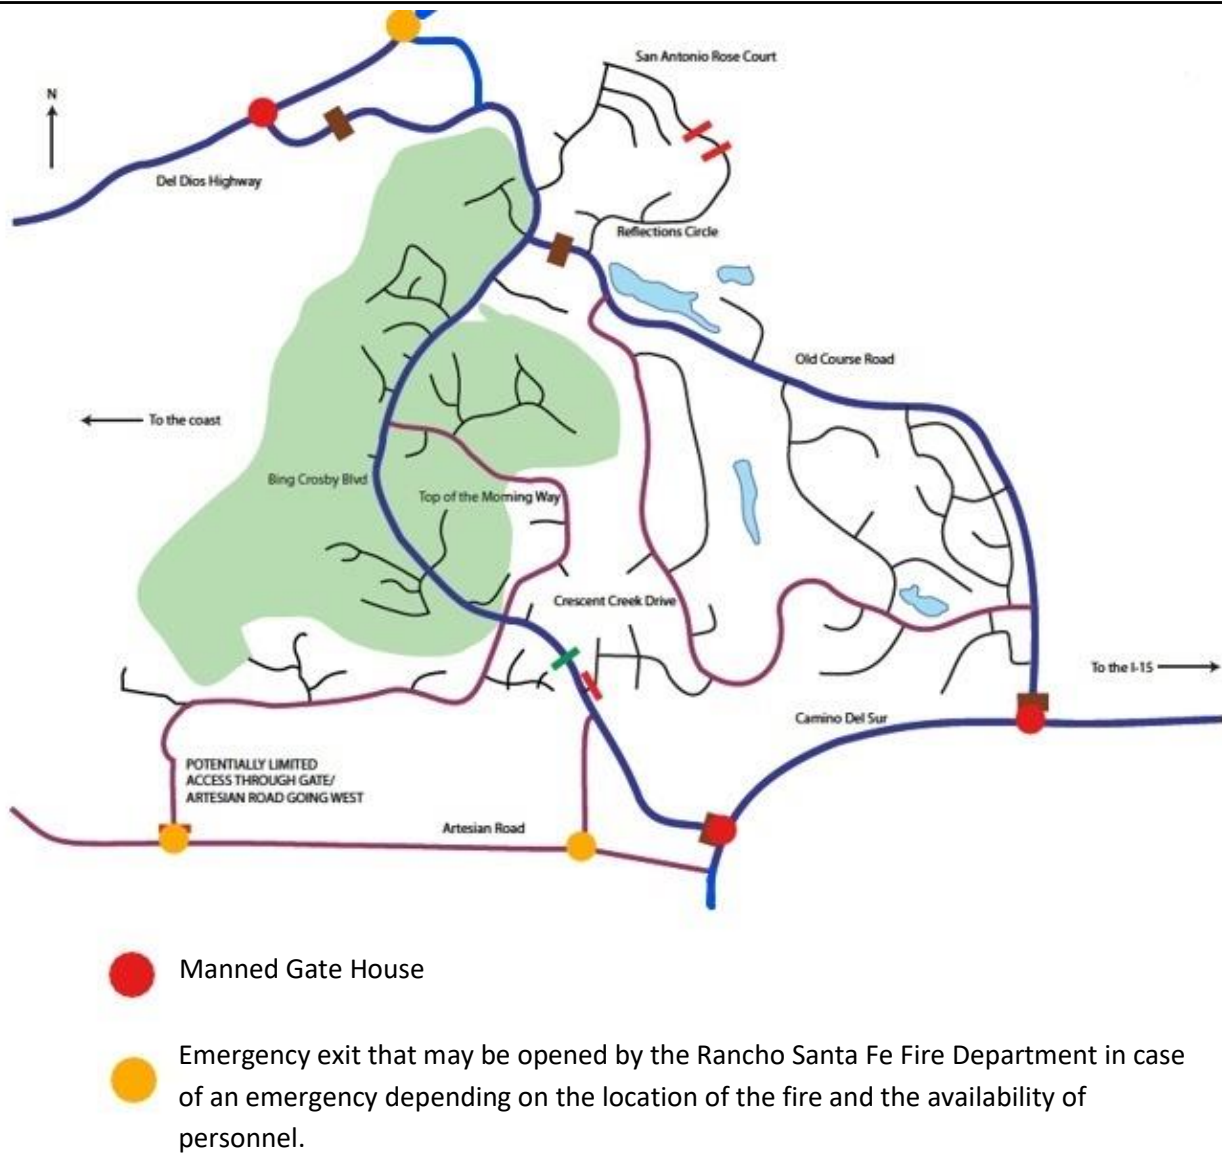 San Antonio Rose Court
N
Del Dios Highway
Reflections Circle
Old Course Road
To the coast
Bing Crosby Blvd
Top of the Morning Way
Crescent Creek Drive
To the I-15
Camino Del Sur
POTENTIALLY LIMITED
ACCESS THROUGH GATE/
ARTESIAN ROAD GOING WEST
Artesian Road
Manned Gate House
Emergency exit that may be opened by the Rancho Santa Fe Fire Department in case
of an emergency depending on the location of the fire and the availability of
personnel.